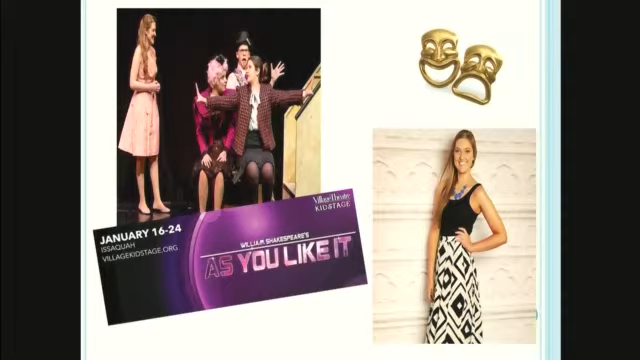 Village Theatre
KIDSTAGE
JANUARY 16-24
ISSAQUAH
VILLAGEKIDSTAGE.ORG
WILLIAM SHAKESPEARE'S
AS YOU LIKE IT